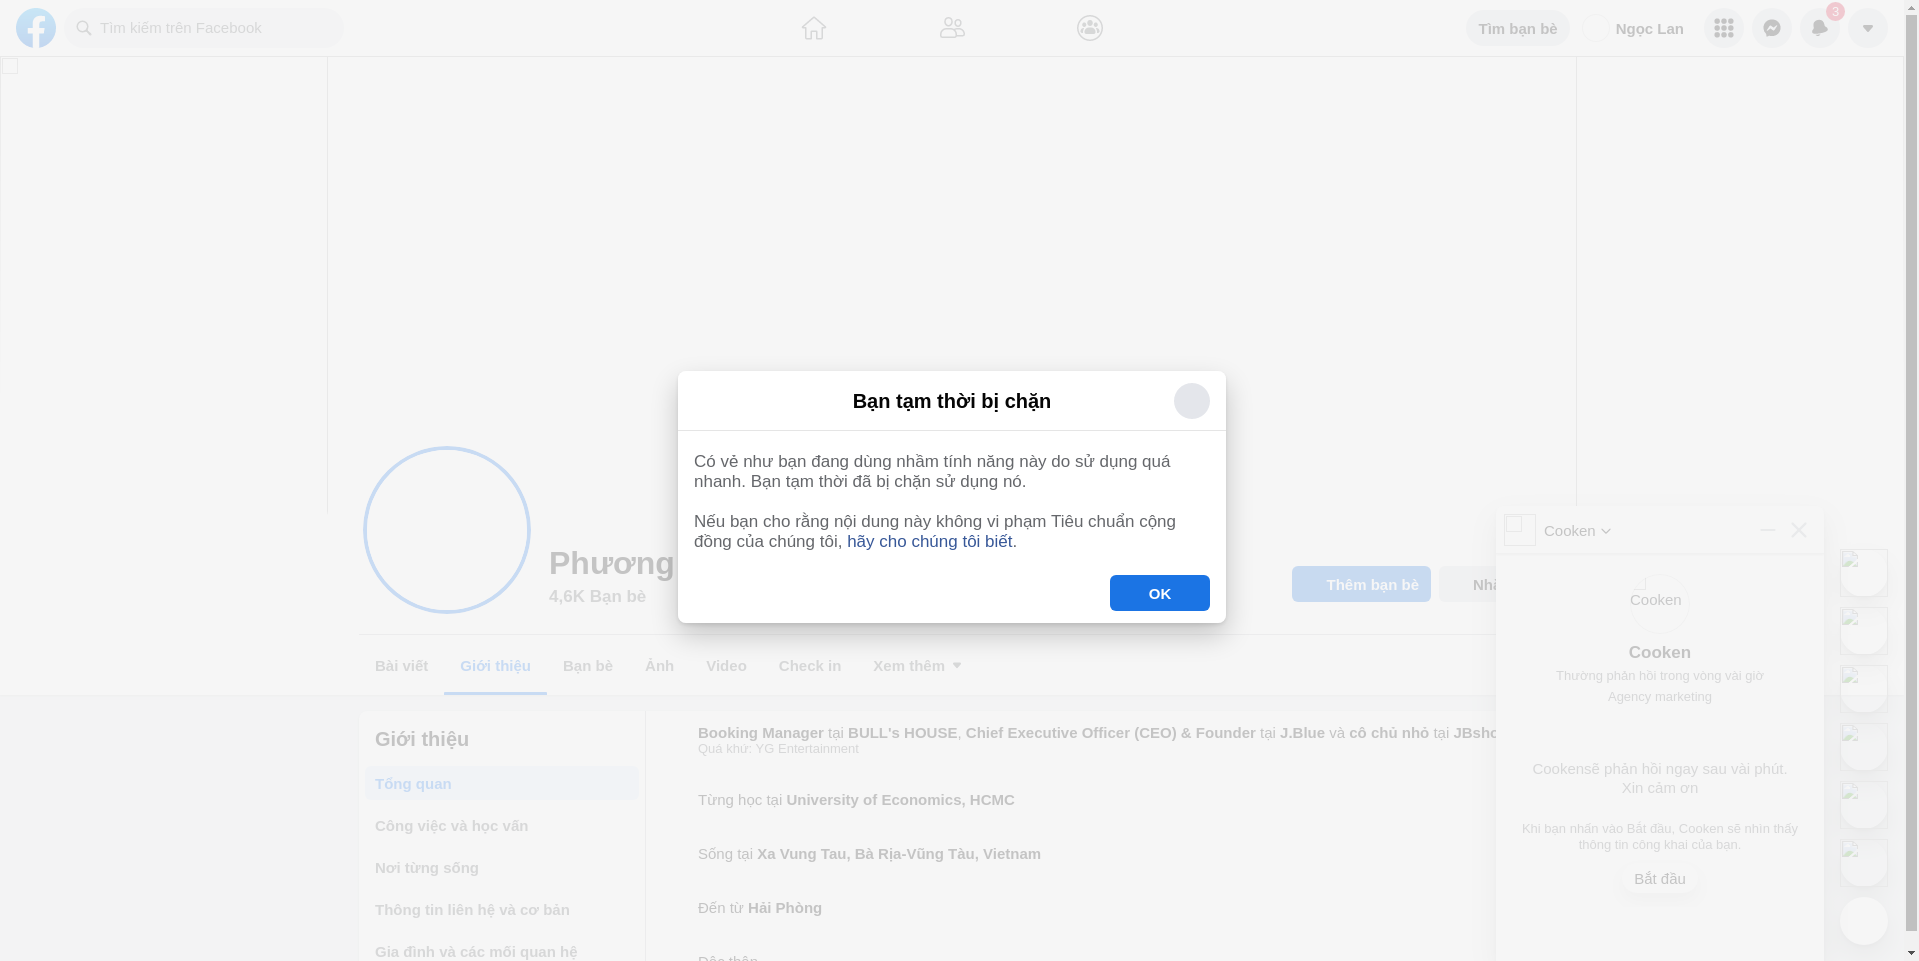 Tìm kiếm trên Facebook
Tìm bạn bè
Ngọc Lan
3
Bạn tạm thời bị chặn
Có vẻ như bạn đang dùng nhầm tính năng này do sử dụng quá
nhanh. Bạn tạm thời đã bị chặn sử dụng nó.
Nếu bạn cho rằng nội dung này không vi phạm Tiêu chuẩn cộng
đồng của chúng tôi, hãy cho chúng tôi biết.
OK
Phương
4,6K Bạn bè
Thêm bạn bè
Bài viết
Giới thiệu
Bạn bè
Ảnh
Video
Check in
Xem thêm
Giới thiệu
Tổng quan
Công việc và học vấn
Nơi từng sống
Thông tin liên hệ và cơ bản
Gia đình và các mối quan hệ
Booking Manager tại BULL's HOUSE, Chief Executive Officer (CEO) & Founder tại J.Blue và cô chủ nhỏ tại JBsho
Quá khứ: YG Entertainment
Từng học tại University of Economics, HCMC
Sống tại Xa Vung Tau, Bà Rịa-Vũng Tàu, Vietnam
Đến từ Hải Phòng
Độc thân
Cooken
Cooken
Cooken
Thường phản hồi trong vòng vài giờ
Agency marketing
Cookensẽ phản hồi ngay sau vài phút.
Xin cảm ơn
Khi bạn nhấn vào Bắt đầu, Cooken sẽ nhìn thấy
thông tin công khai của bạn.
Bắt đầu